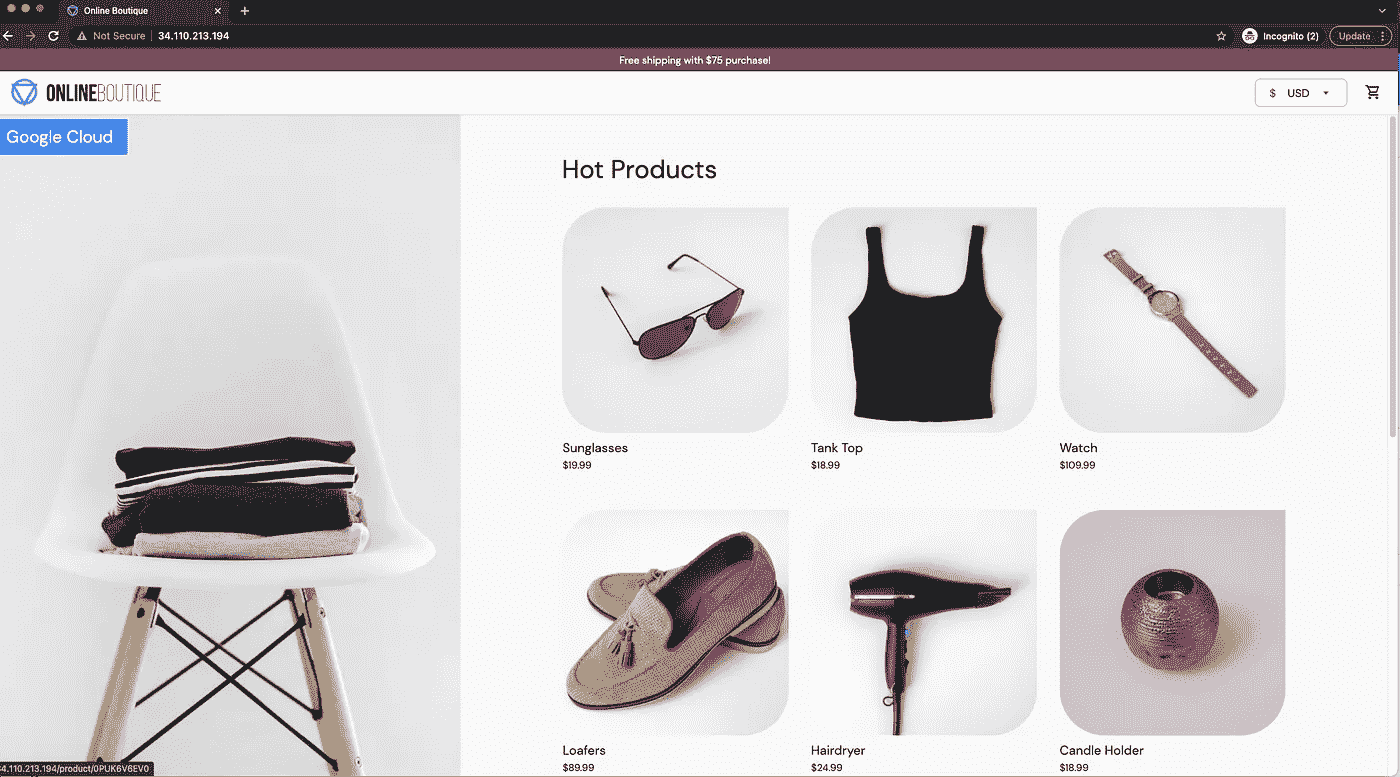 Online Boutique
Not Secure
34.110.213.194
Incognito (2)
Update
Free shipping with $75 purchase!
ONLINEBOUTIQUE
$ USD
Google Cloud
Hot Products
Sunglasses
$19.99
Tank Top
$18.99
Watch
$109.99
Loafers
$89.99
Hairdryer
$24.99
Candle Holder
$18.99
4.110.213.194/product/0PUK6V6EV0